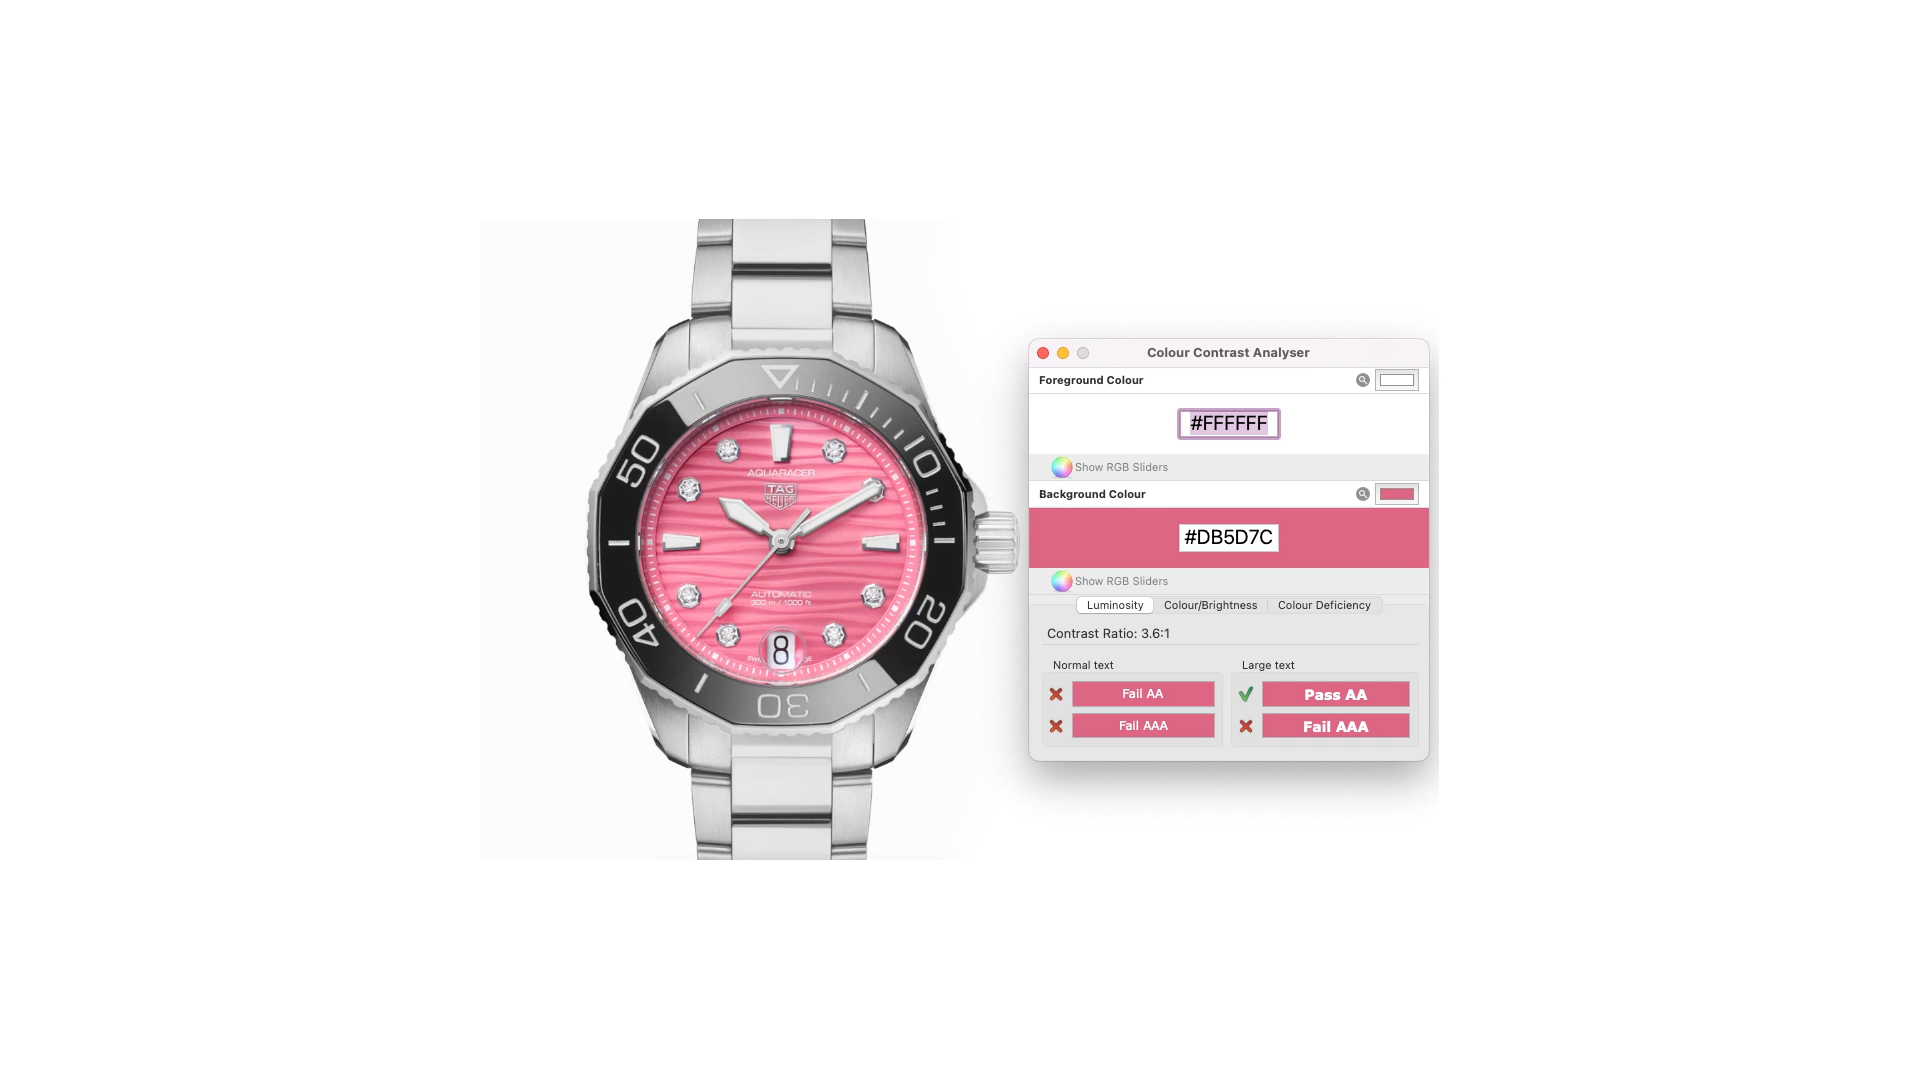 50
10
20
30
40
AQUARACER
TAG
HEUER
AUTOMATIC
300 m / 1000 ft
8
Colour Contrast Analyser
Foreground Colour
#FFFFFF
Show RGB Sliders
Background Colour
#DB5D7C
Show RGB Sliders
Luminosity Colour/Brightness Colour Deficiency
Contrast Ratio: 3.6:1
Normal text
Fail AA
Fail AAA
Large text
Pass AA
Fail AAA